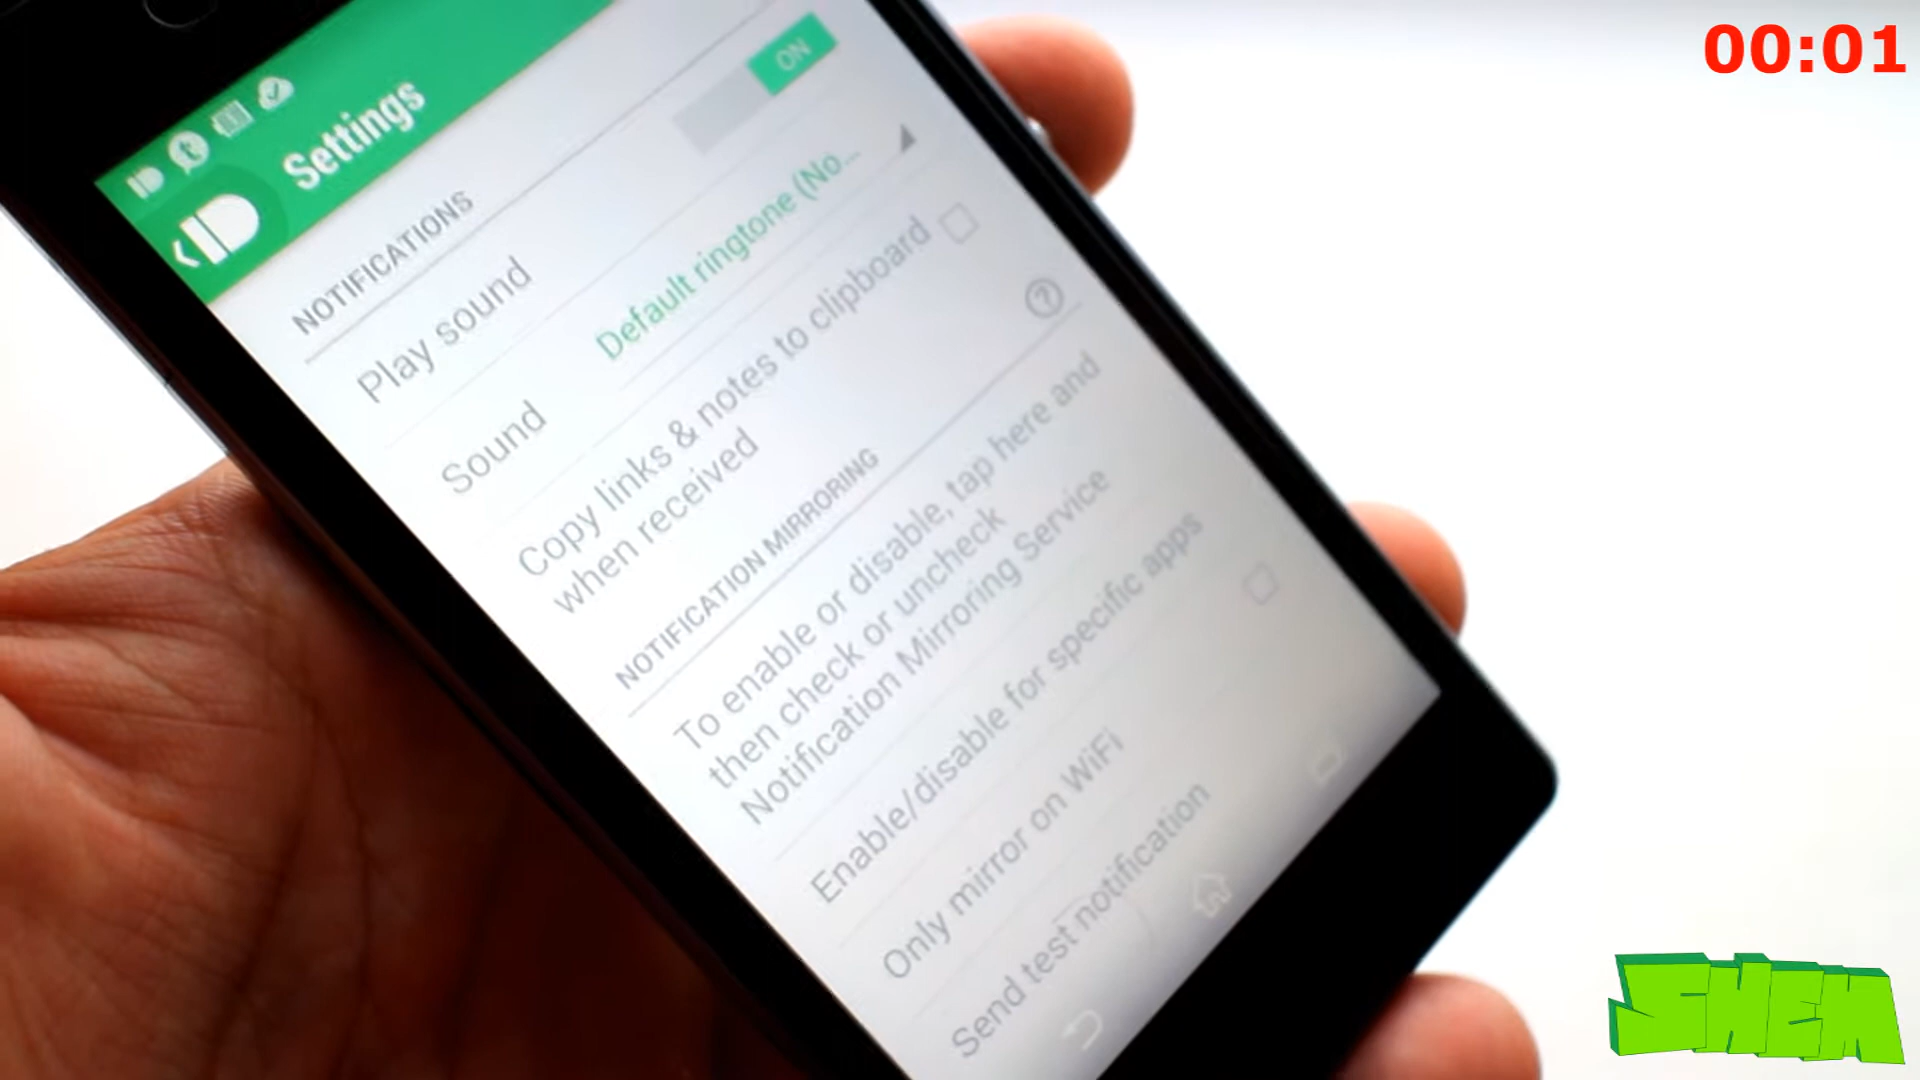 00:01
Settings
NOTIFICATIONS
ON
Play sound
Sound
Default ringtone (No...
Copy links & notes to clipboard
when received
NOTIFICATION MIRRORING
To enable or disable, tap here and
then check or uncheck
Notification Mirroring Service
Enable/disable for specific apps
Only mirror on WiFi
Send test notification
SHEM